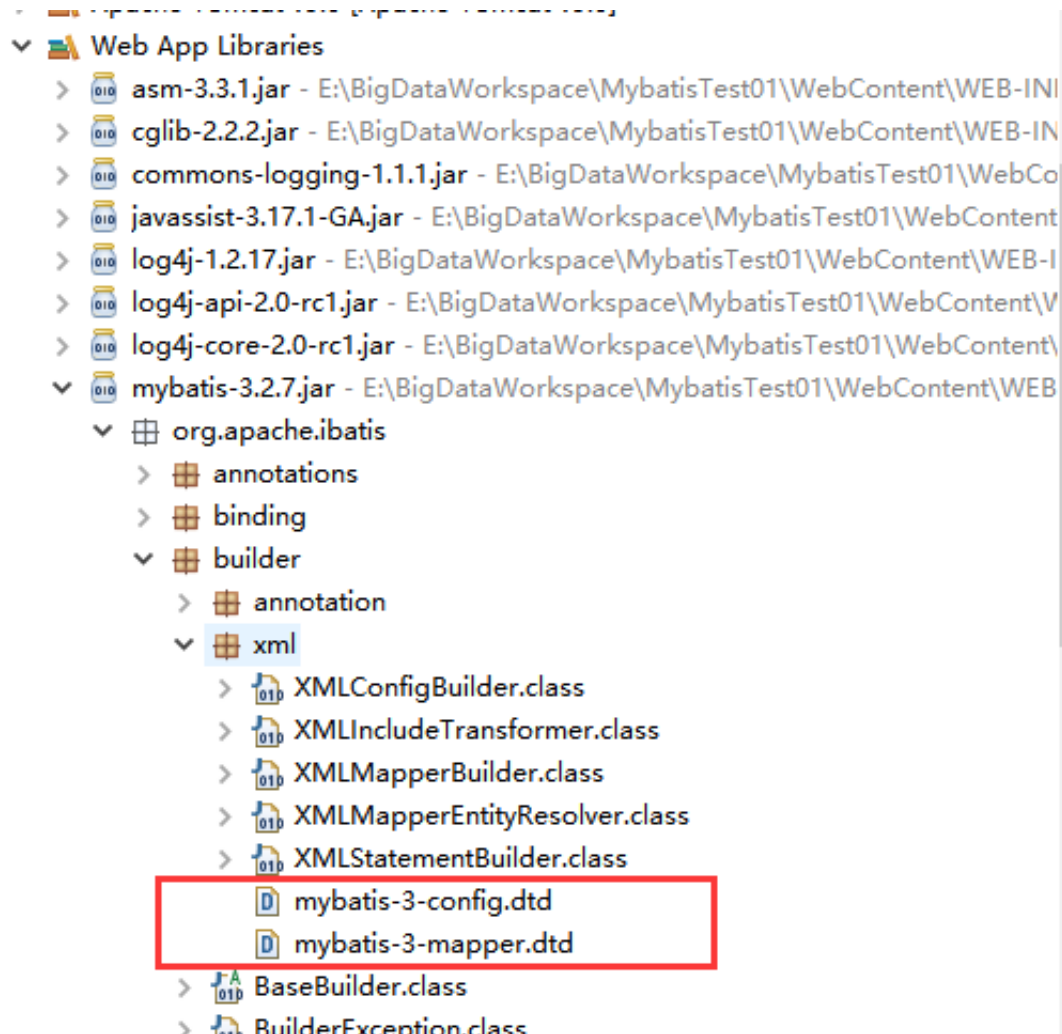 Web App Libraries
asm-3.3.1.jar - E:\BigDataWorkspace\MybatisTest01\WebContent\WEB-INF
cglib-2.2.2.jar - E:\BigDataWorkspace\MybatisTest01\WebContent\WEB-IN
commons-logging-1.1.1.jar - E:\BigDataWorkspace\MybatisTest01\WebCo
javassist-3.17.1-GA.jar - E:\BigDataWorkspace\MybatisTest01\WebContent
log4j-1.2.17.jar - E:\BigDataWorkspace\MybatisTest01\WebContent\WEB-I
log4j-api-2.0-rc1.jar - E:\BigDataWorkspace\MybatisTest01\WebContent\
log4j-core-2.0-rc1.jar - E:\BigDataWorkspace\MybatisTest01\WebContent\
mybatis-3.2.7.jar - E:\BigDataWorkspace\MybatisTest01\WebContent\WEB
org.apache.ibatis
annotations
binding
builder
annotation
xml
XMLConfigBuilder.class
XMLIncludeTransformer.class
XMLMapperBuilder.class
XMLMapperEntityResolver.class
XMLStatementBuilder.class
mybatis-3-config.dtd
mybatis-3-mapper.dtd
BaseBuilder.class
BuilderException.class